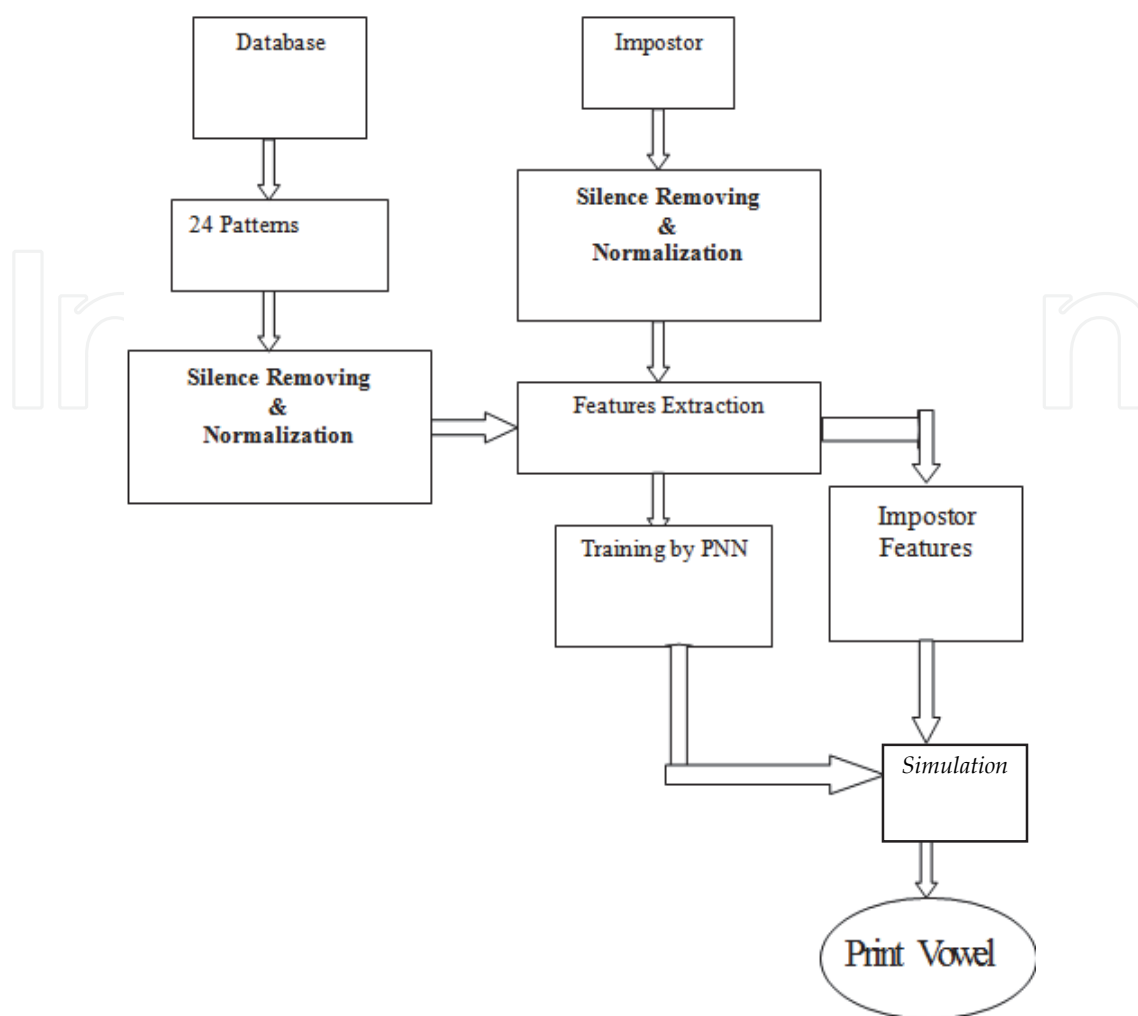 Database
Impostor
24 Patterns
Silence Removing
&
Normalization
Silence Removing
&
Normalization
Features Extraction
Training by PNN
Impostor
Features
Simulation
Print Vowel